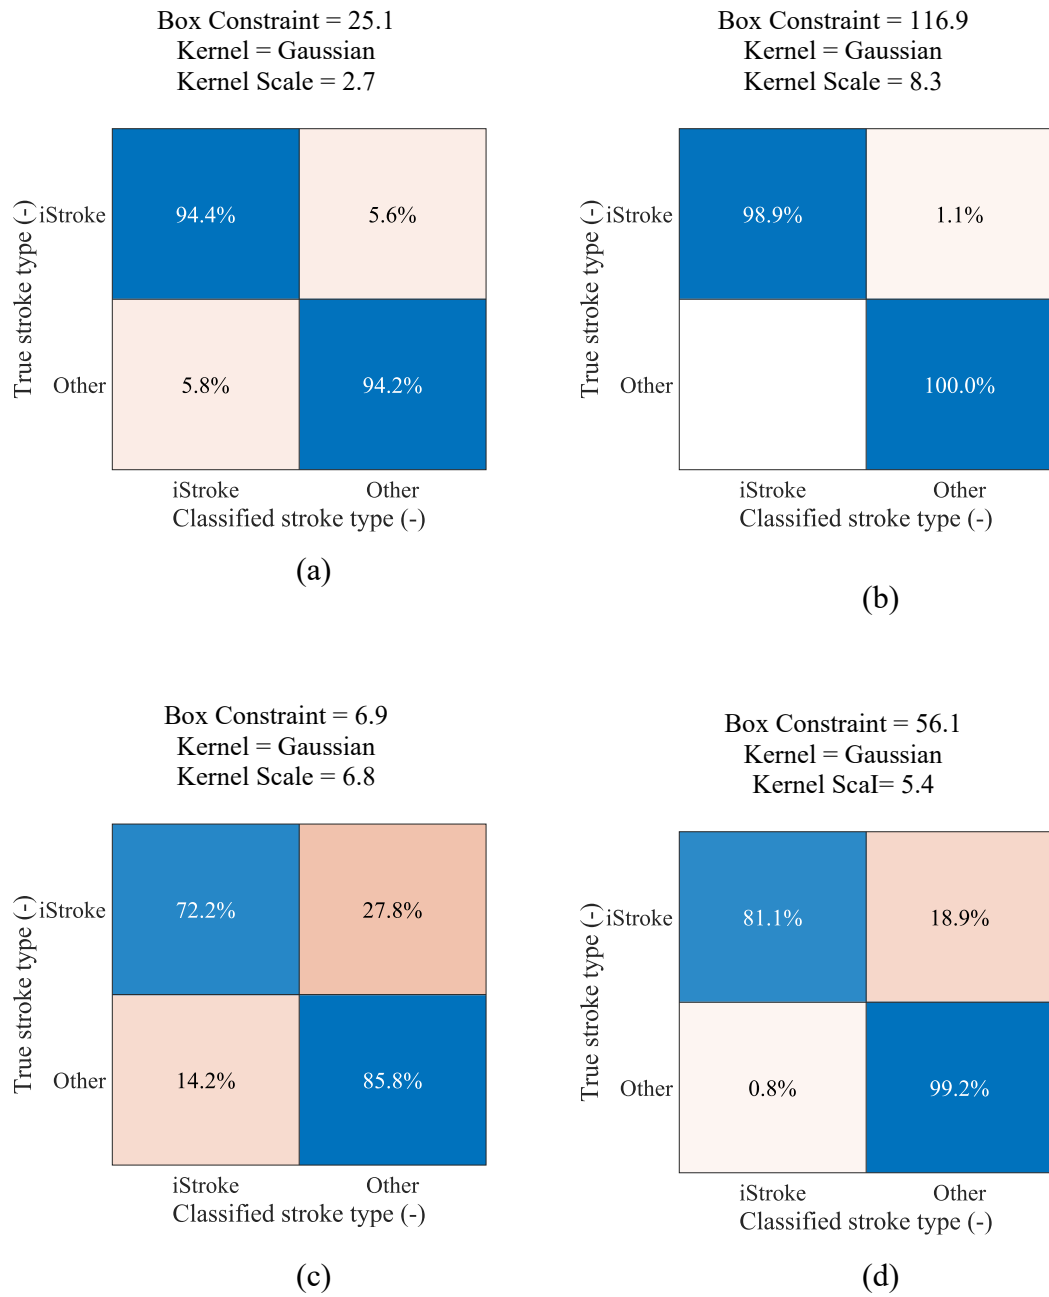 Box Constraint = 25.1
Kernel = Gaussian
Kernel Scale = 2.7
True stroke type (-)
iStroke
94.4%
5.6%
Other
5.8%
94.2%
iStroke
Other
Classified stroke type (-)
(a)
Box Constraint = 116.9
Kernel = Gaussian
Kernel Scale = 8.3
True stroke type (-)
iStroke
98.9%
1.1%
Other
100.0%
iStroke
Other
Classified stroke type (-)
(b)
Box Constraint = 6.9
Kernel = Gaussian
Kernel Scale = 6.8
True stroke type (-)
iStroke
72.2%
27.8%
Other
14.2%
85.8%
iStroke
Other
Classified stroke type (-)
(c)
Box Constraint = 56.1
Kernel = Gaussian
Kernel ScaI= 5.4
True stroke type (-)
iStroke
81.1%
18.9%
Other
0.8%
99.2%
iStroke
Other
Classified stroke type (-)
(d)